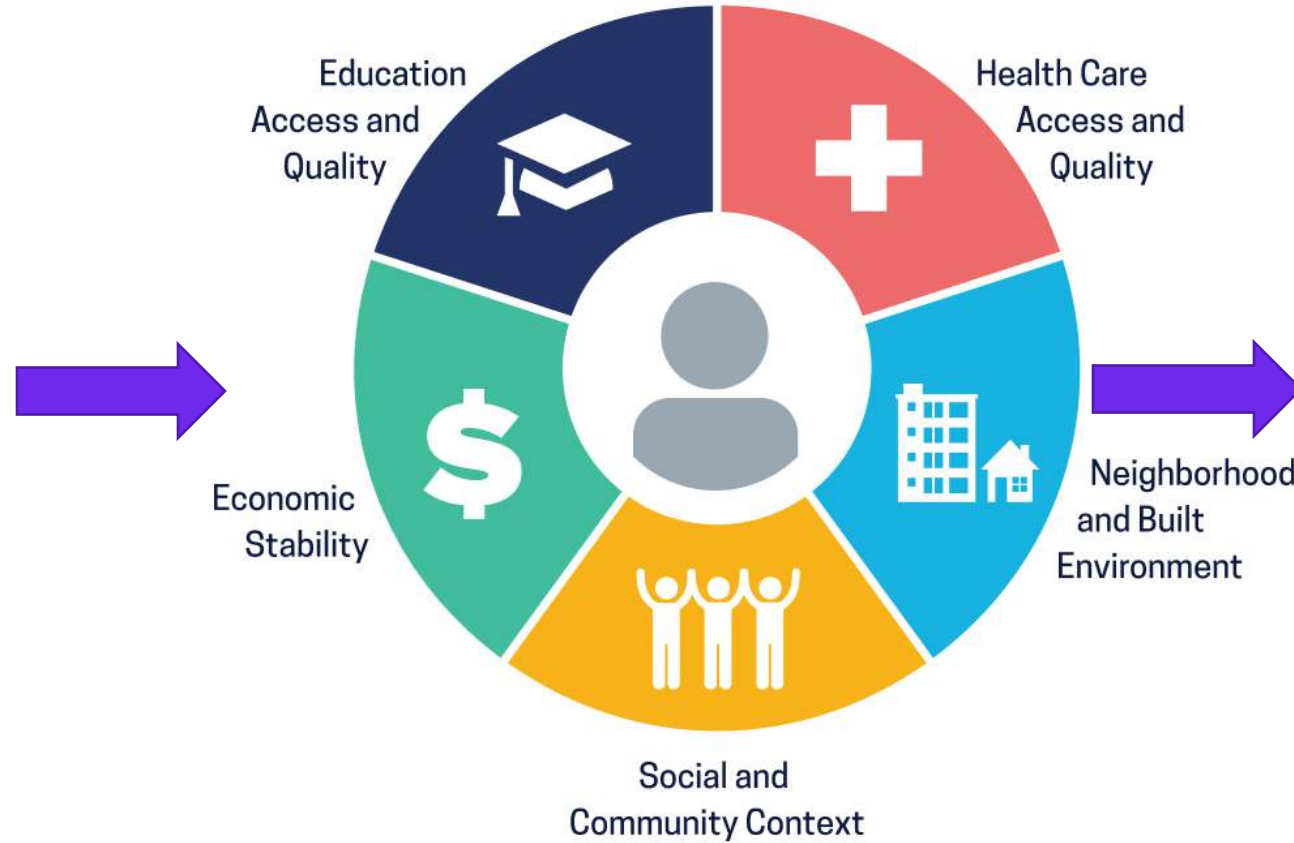 Education
Access and
Quality
Health Care
Access and
Quality
Economic
Stability
Neighborhood
and Built
Environment
Social and
Community Context